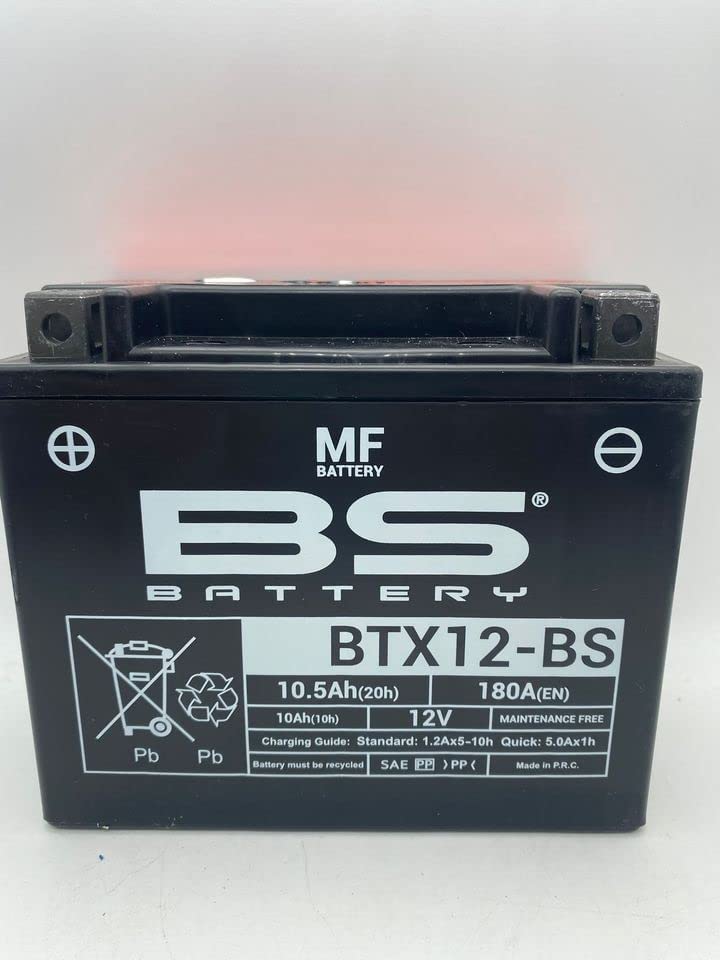 MF
BATTERY
BS®
BATTERY
BTX12-BS
10.5Ah(20h) 180A(EN)
10Ah(10h) 12V MAINTENANCE FREE
Charging Guide: Standard: 1.2Ax5-10h Quick: 5.0Ax1h
Pb Pb
Battery must be recycled SAE PP >PP< Made in P.R.C.